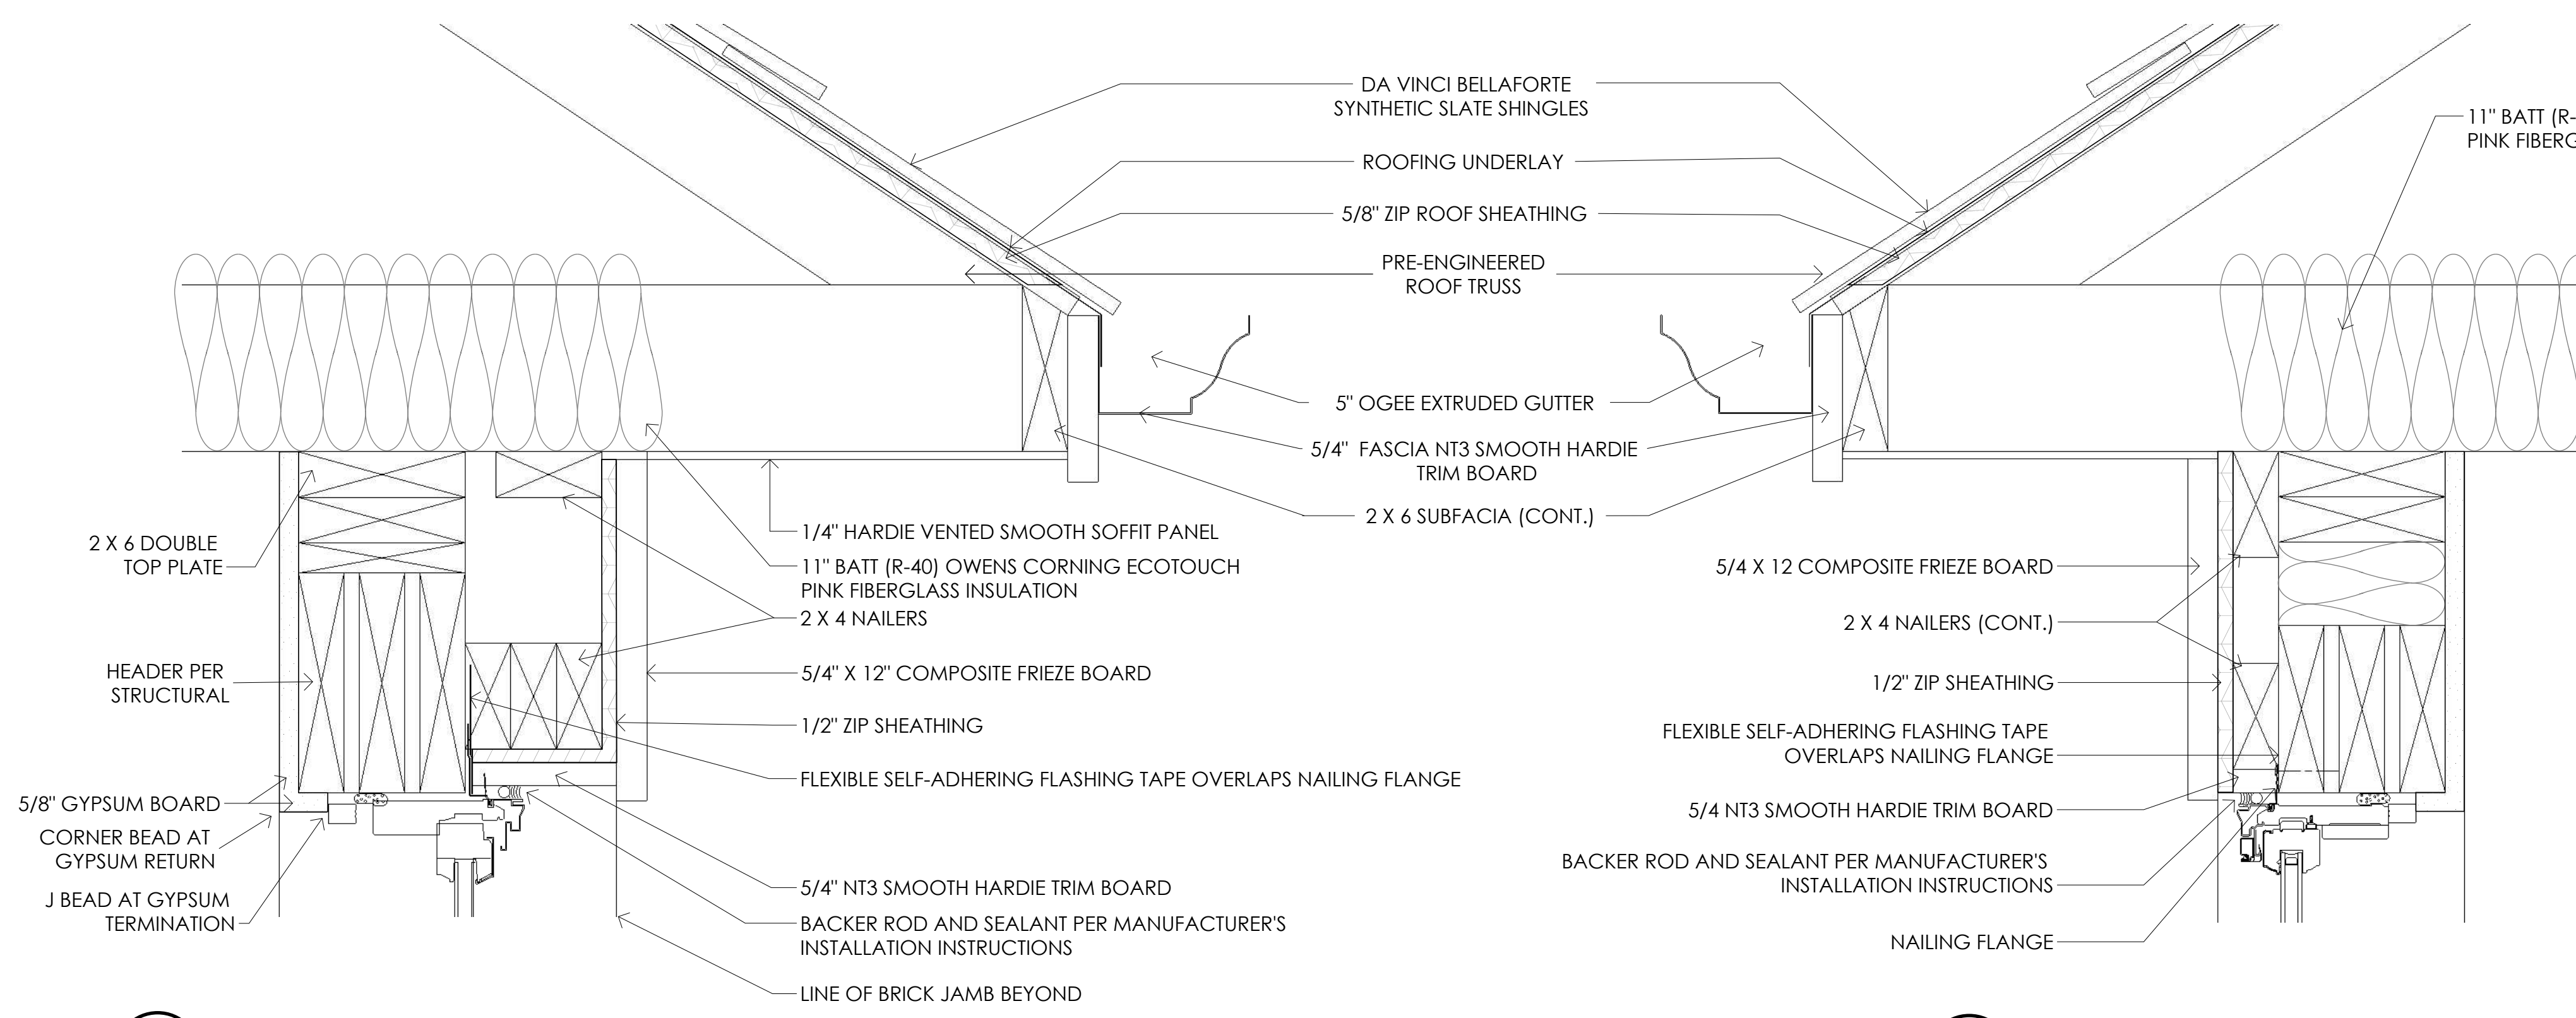 DA VINCI BELLAFORTE
SYNTHETIC SLATE SHINGLES
ROOFING UNDERLAY
5/8" ZIP ROOF SHEATHING
PRE-ENGINEERED
ROOF TRUSS
5" OGEE EXTRUDED GUTTER
5/4" FASCIA NT3 SMOOTH HARDIE
TRIM BOARD
2 X 6 SUBFACIA (CONT.)
11" BATT (R-
PINK FIBERG
2 X 6 DOUBLE
TOP PLATE
HEADER PER
STRUCTURAL
5/8" GYPSUM BOARD
CORNER BEAD AT
GYPSUM RETURN
J BEAD AT GYPSUM
TERMINATION
1/4" HARDIE VENTED SMOOTH SOFFIT PANEL
11" BATT (R-40) OWENS CORNING ECOTOUCH
PINK FIBERGLASS INSULATION
2 X 4 NAILERS
5/4" X 12" COMPOSITE FRIEZE BOARD
1/2" ZIP SHEATHING
FLEXIBLE SELF-ADHERING FLASHING TAPE OVERLAPS NAILING FLANGE
5/4" NT3 SMOOTH HARDIE TRIM BOARD
BACKER ROD AND SEALANT PER MANUFACTURER'S
INSTALLATION INSTRUCTIONS
LINE OF BRICK JAMB BEYOND
5/4 X 12 COMPOSITE FRIEZE BOARD
2 X 4 NAILERS (CONT.)
1/2" ZIP SHEATHING
FLEXIBLE SELF-ADHERING FLASHING TAPE
OVERLAPS NAILING FLANGE
5/4 NT3 SMOOTH HARDIE TRIM BOARD
BACKER ROD AND SEALANT PER MANUFACTURER'S
INSTALLATION INSTRUCTIONS
NAILING FLANGE